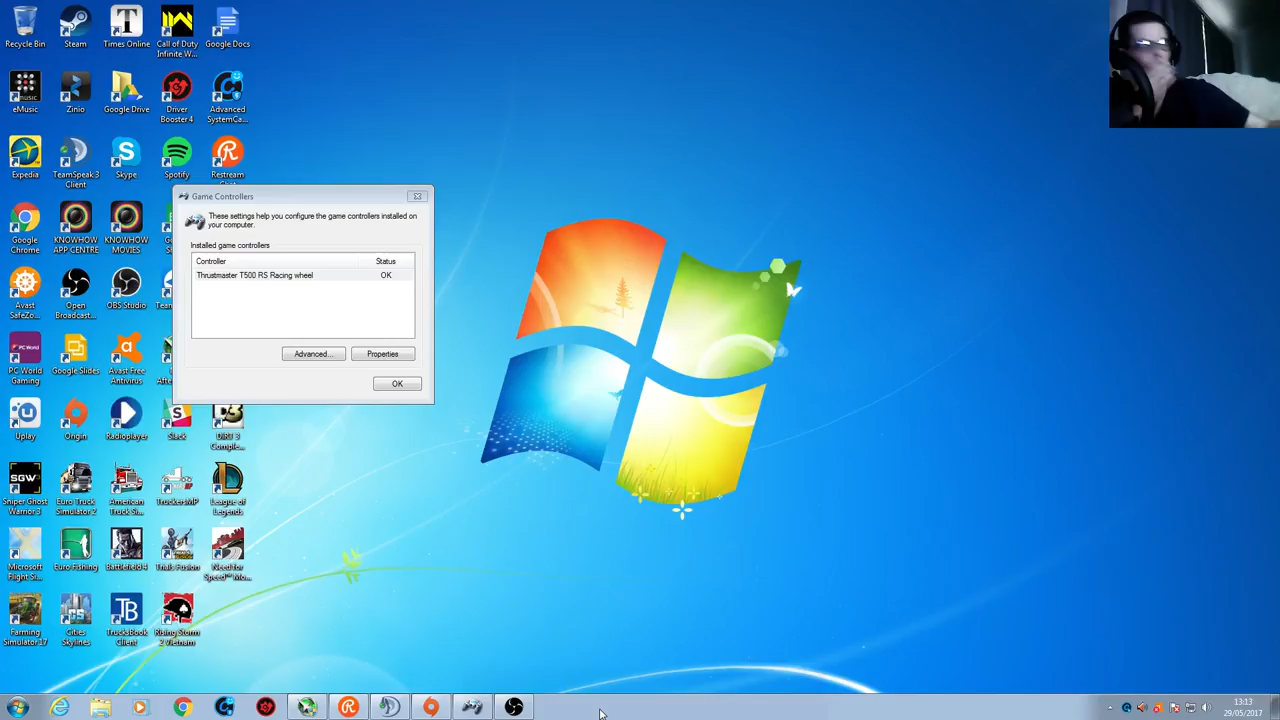 Recycle Bin
Steam
Times Online
Call of Duty
Infinite W...
Google Docs
eMusic
Zinio
Google Drive
Driver
Booster 4
Advanced
SystemCa...
Expedia
TeamSpeak 3
Client
Skype
Spotify
Restream
Google
Chrome
KNOWHOW
APP CENTRE
KNOWHOW
MOVIES
Avast
SafeZo...
Open
Broadcast...
OBS Studio
PC World
Gaming
Google Slides
Avast Free
Antivirus
Uplay
Origin
Radioplayer
Slack
DiRT 3
Comple...
SGW3
Sniper Ghost
Warrior 3
Euro Truck
Simulator 2
American
Truck Si...
TruckersMP
League of
Legends
Microsoft
Flight Si...
Euro Fishing
Battlefield 4
Trials Fusion
Need for
Speed™ Mo...
Farming
Simulator 17
Cities
Skylines
TrucksBook
Client
Rising Storm
2 Vietnam
Game Controllers
These settings help you configure the game controllers installed on
your computer.
Installed game controllers
Controller Status
Thrustmaster T500 RS Racing wheel OK
Advanced... Properties
OK
13:13
29/05/2017